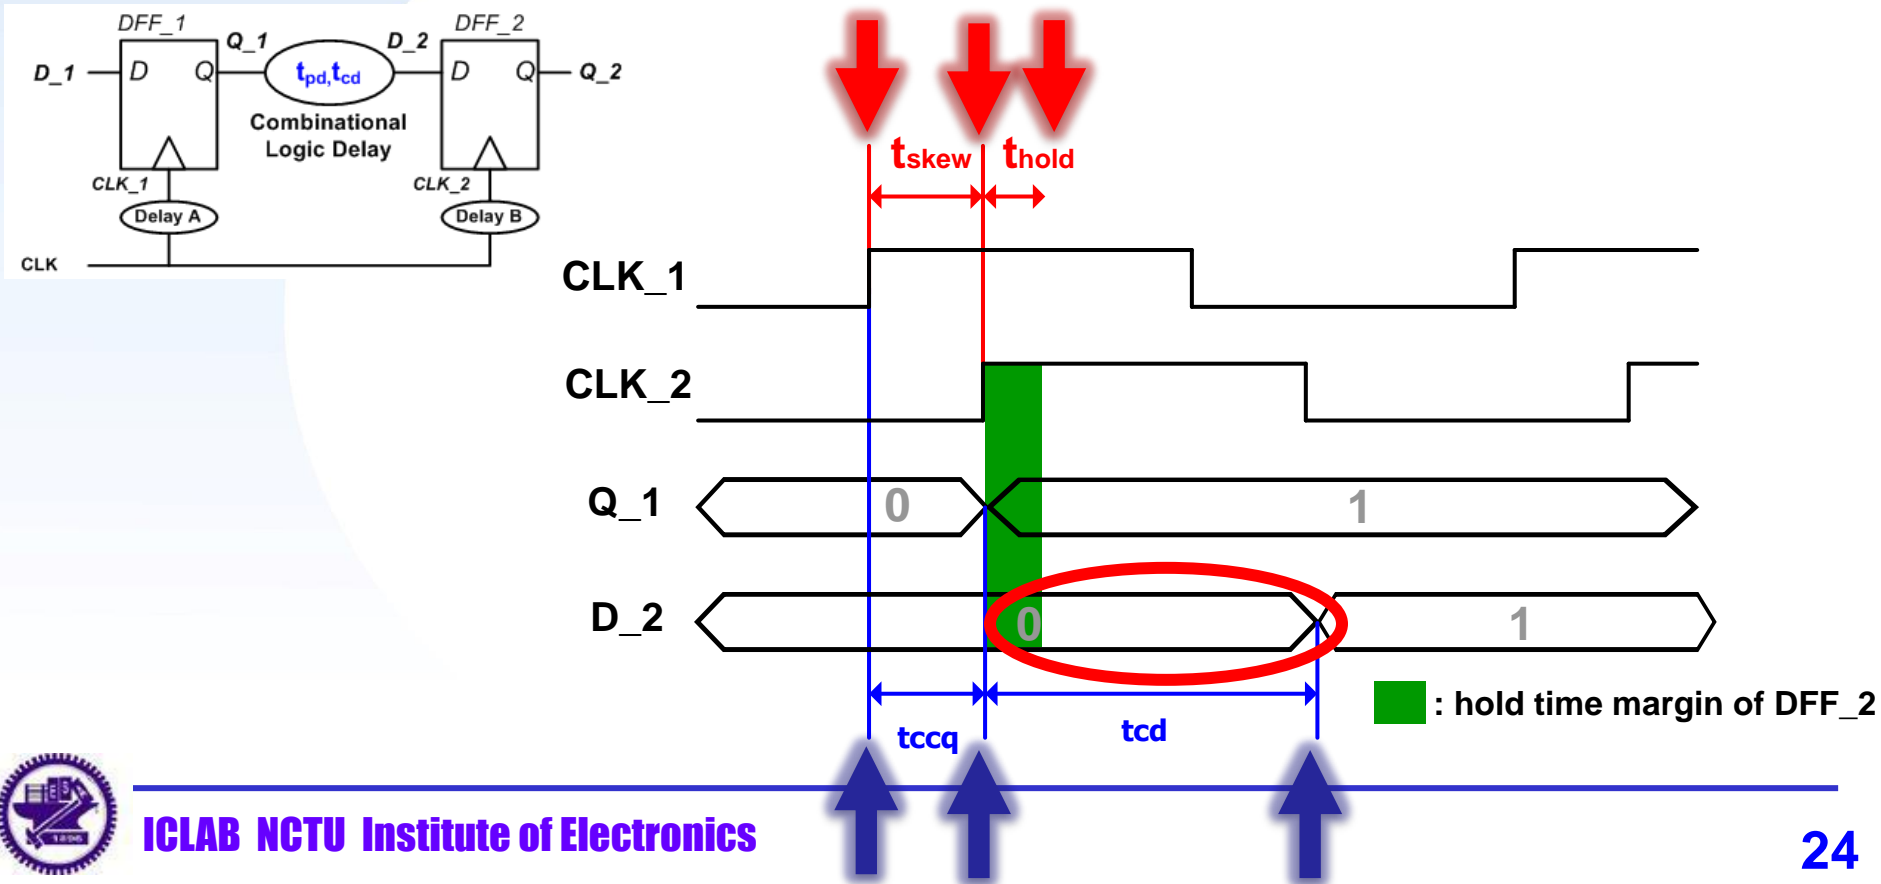 DFF_1
DFF_2
Q_1
D_2
D_1
D
Q
tpd,tcd
D
Q
Q_2
Combinational
Logic Delay
CLK_1
CLK_2
Delay A
Delay B
CLK
tskew
thold
CLK_1
CLK_2
Q_1
0
1
D_2
0
1
: hold time margin of DFF_2
tccq
tcd
ICLAB NCTU Institute of Electronics
24